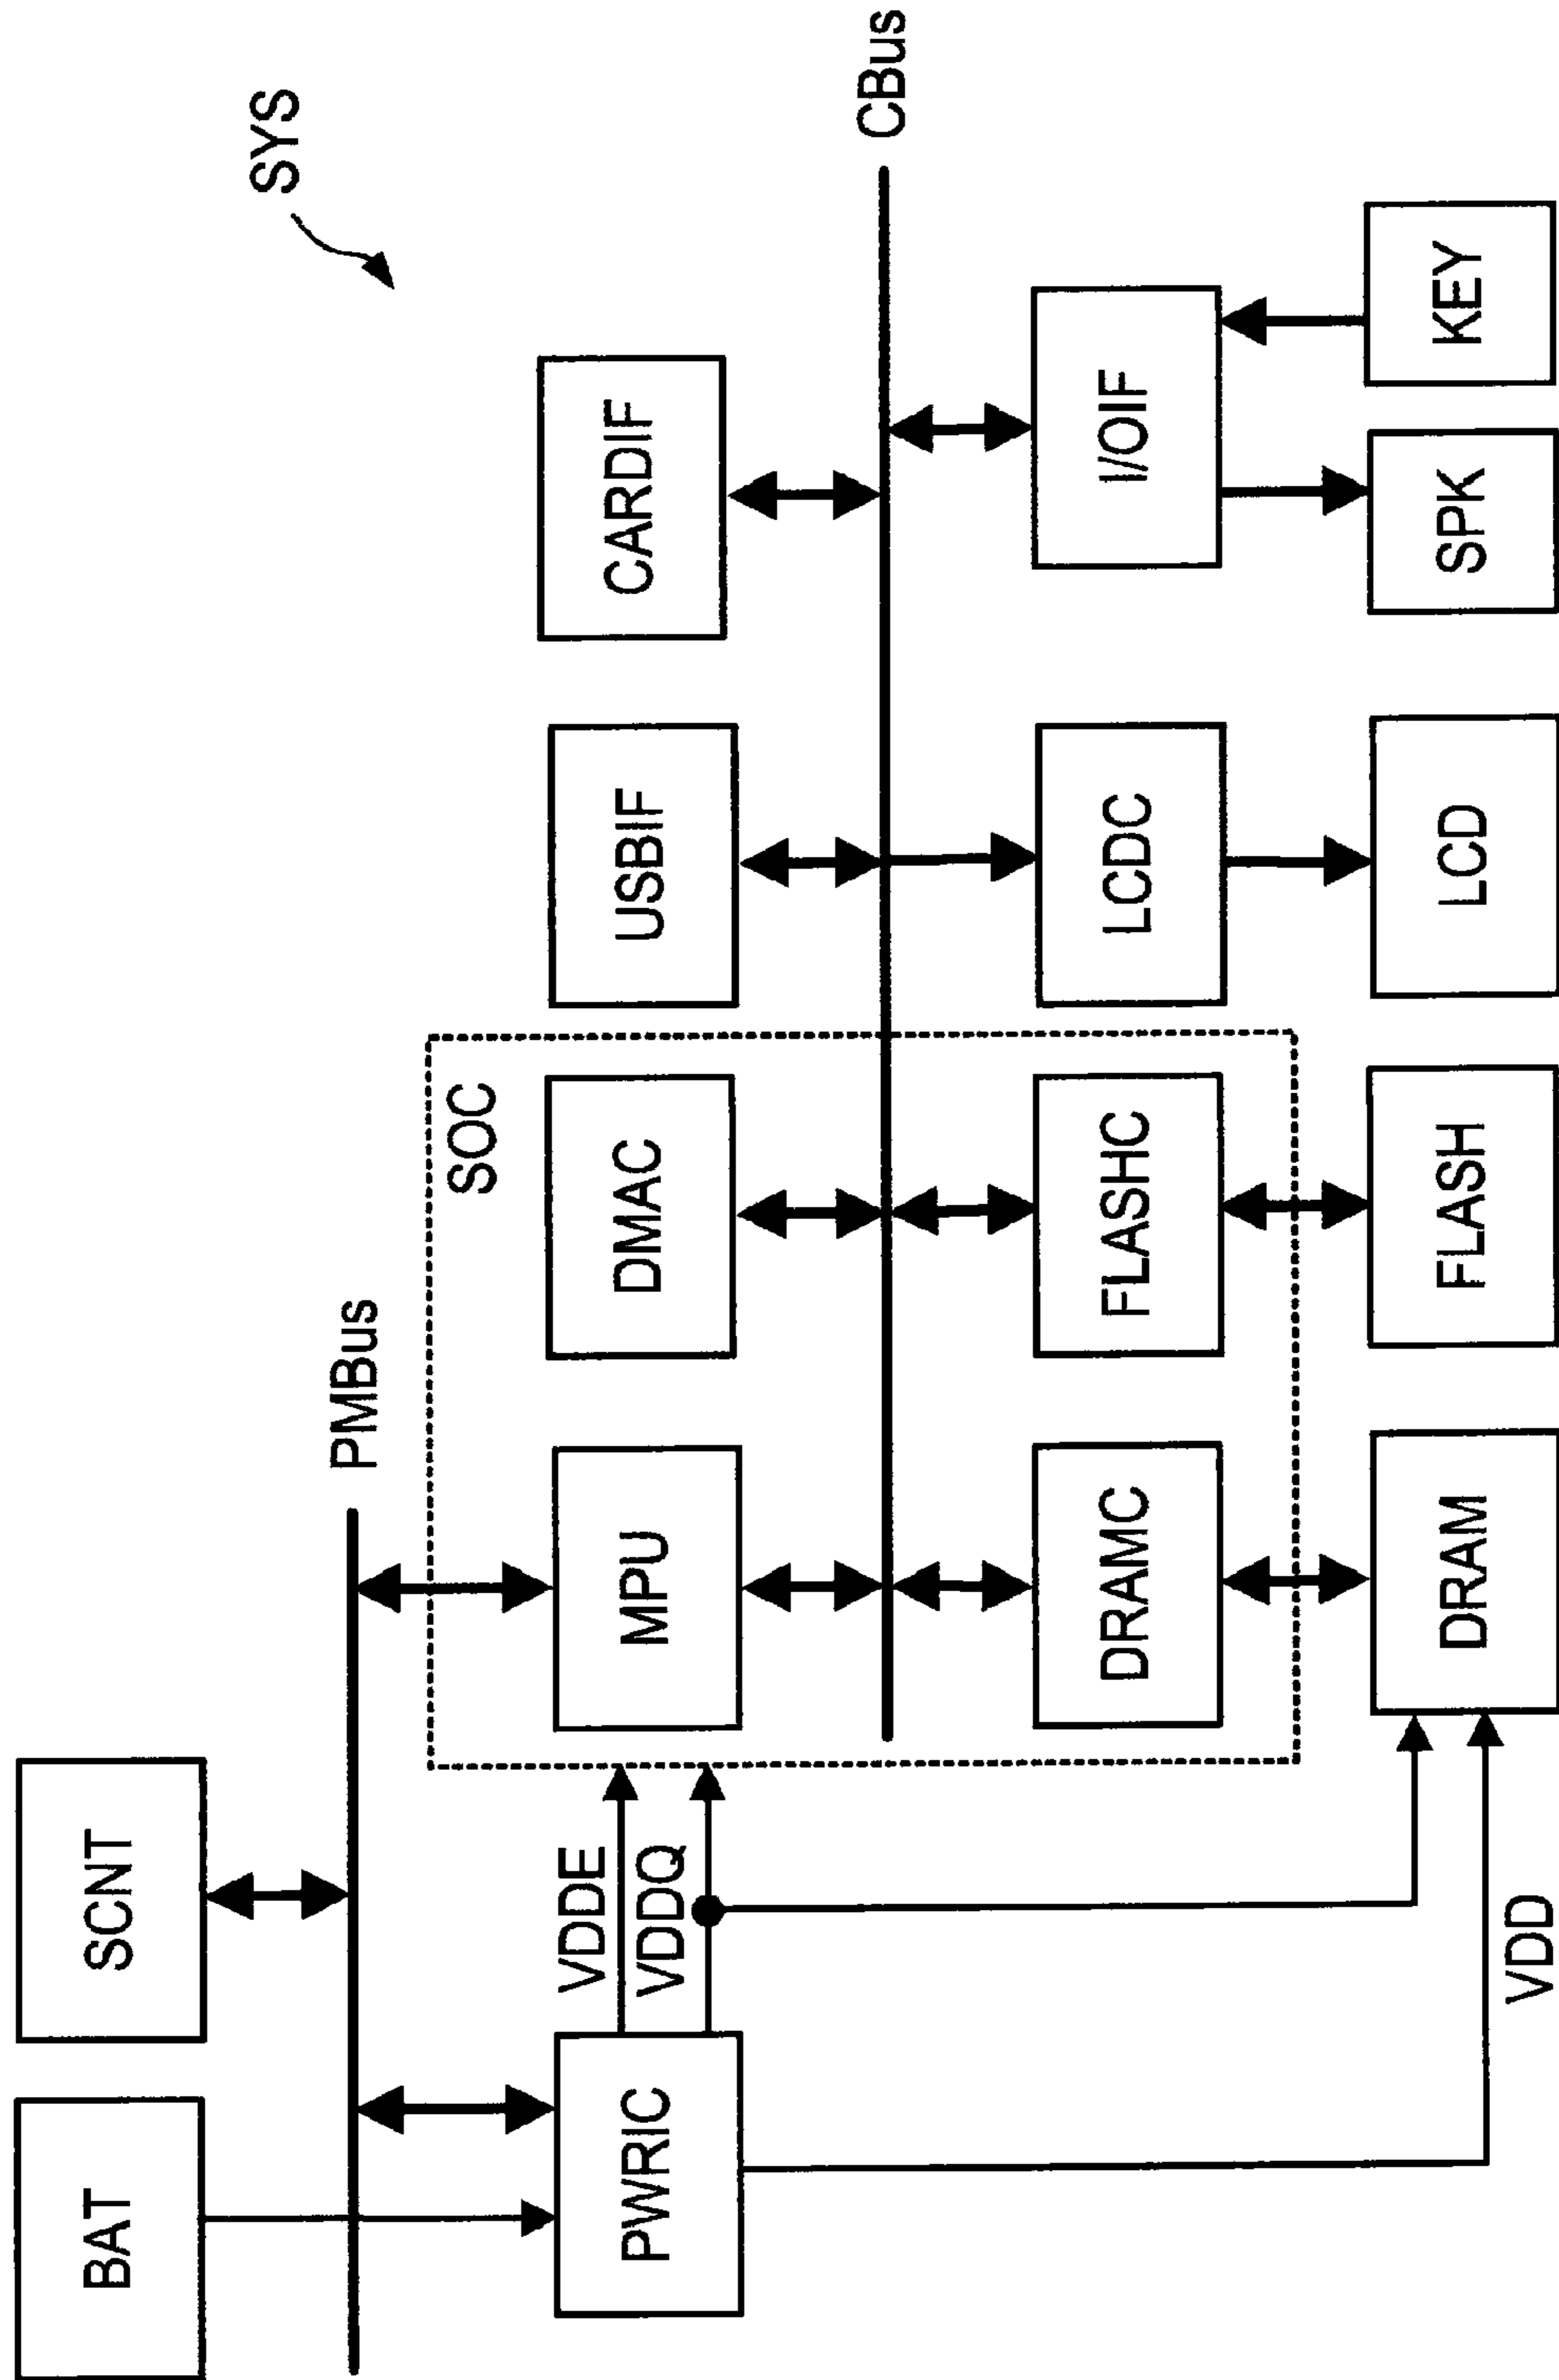 SYS
BAT
SCNT
PMBus
PWRIC
VDDE
VDDQ
VDD
SOC
MPU
DMAC
USBIF
CARDIF
CBus
DRAMC
FLASHC
LCDC
I/OIF
DRAM
FLASH
LCD
SPK
KEY